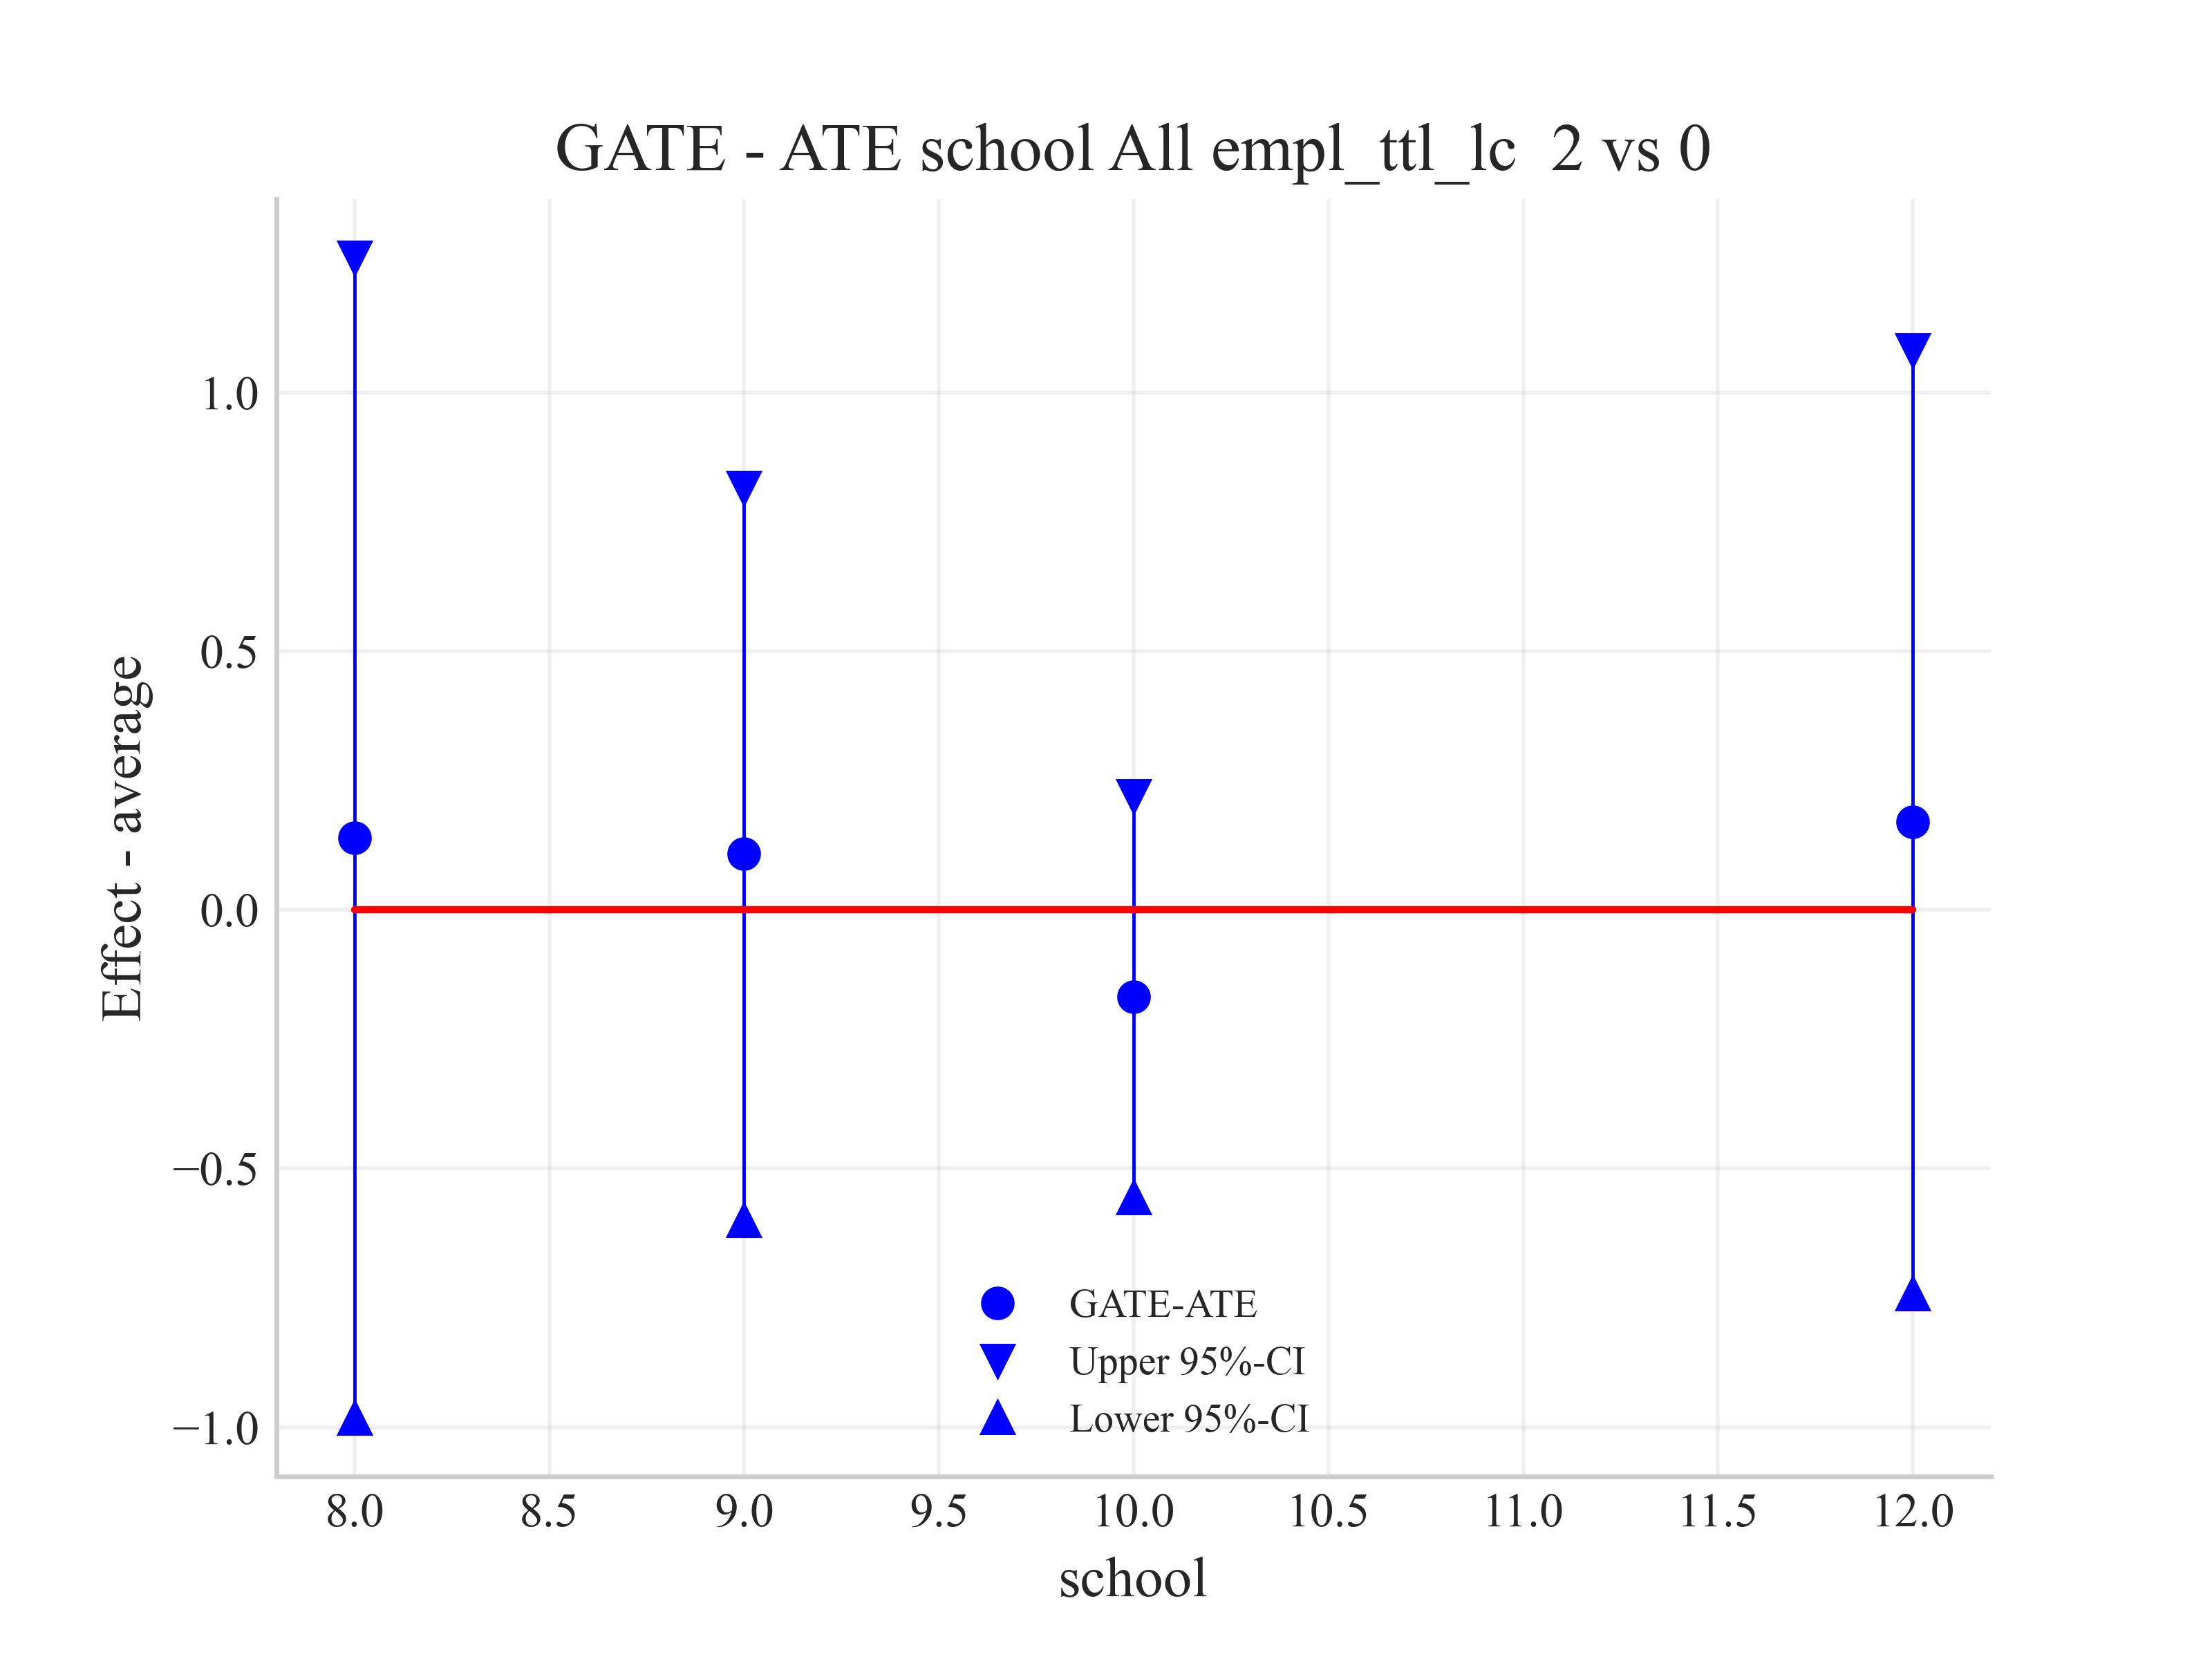 GATE - ATE school All empl_ttl_lc  2 vs 0
Effect - average
1.0
0.5
0.0
−0.5
−1.0
GATE-ATE
Upper 95%-CI
Lower 95%-CI
8.0 8.5 9.0 9.5 10.0 10.5 11.0 11.5 12.0
school